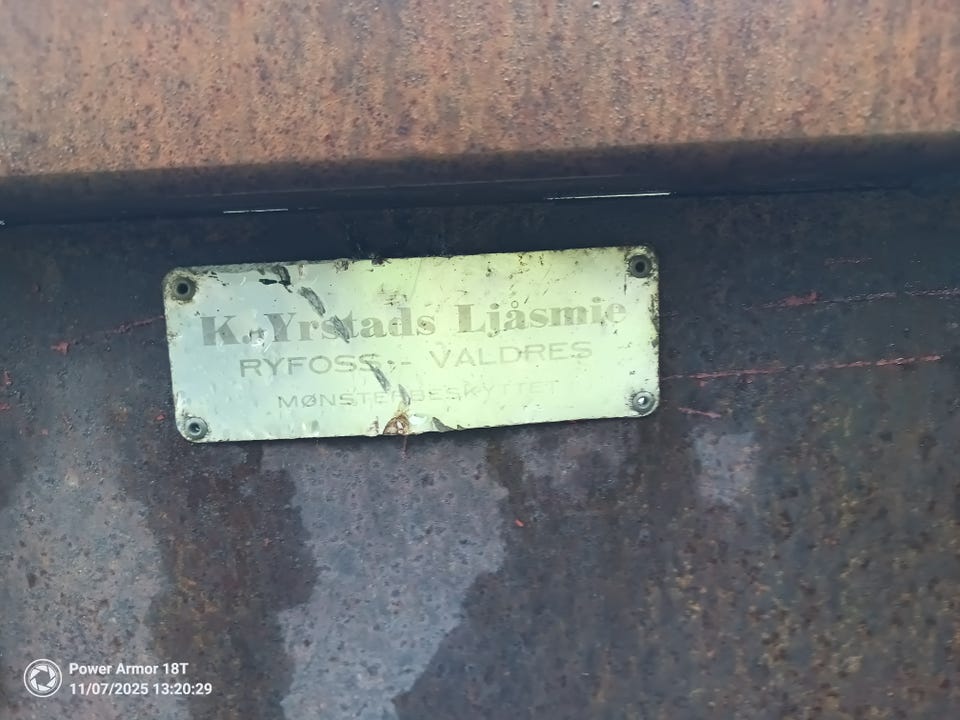 K. Yrstads Ljåsmie
RYFOSS - VALDRES
MØNSTERBESKYTTET
Power Armor 18T
11/07/2025 13:20:29